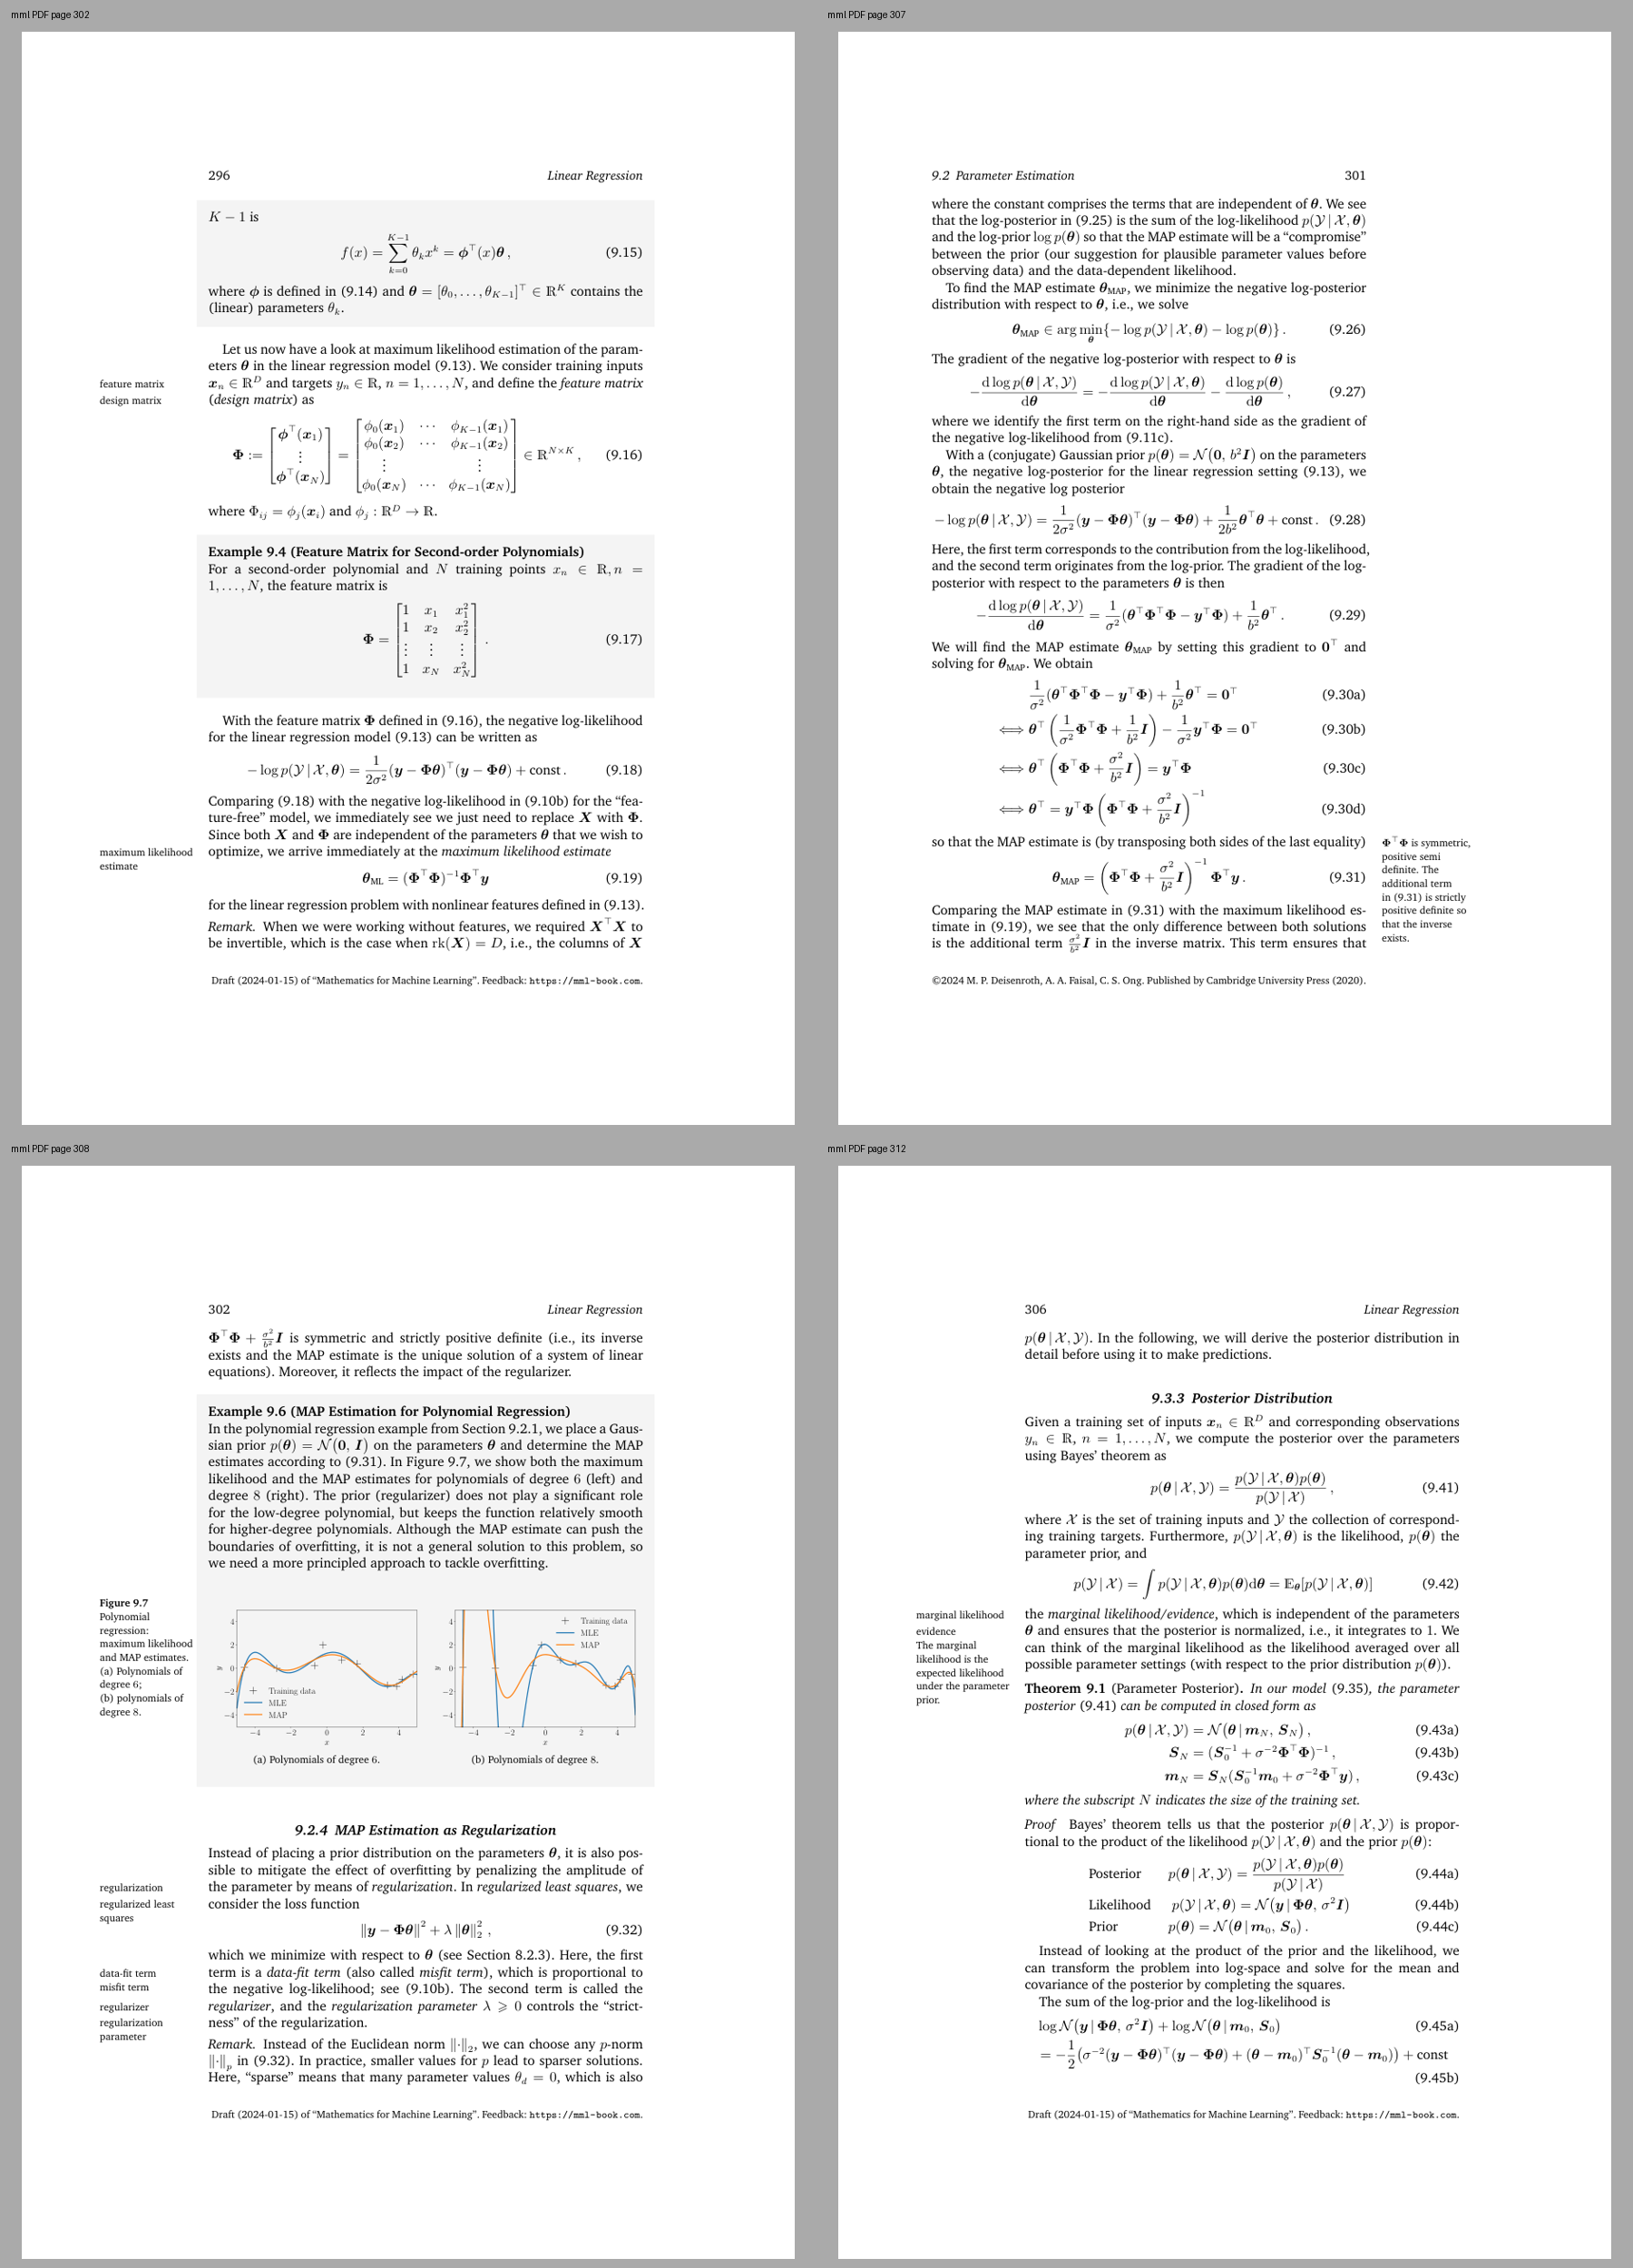 mml PDF page 302
296 Linear Regression
K − 1 is
f(x) = ∑_{k=0}^{K−1} θ_k x^k = ϕ^⊤(x)θ , (9.15)
where ϕ is defined in (9.14) and θ = [θ_0, . . . , θ_{K−1}]^⊤ ∈ ℝ^K contains the
(linear) parameters θ_k.
Let us now have a look at maximum likelihood estimation of the param-
eters θ in the linear regression model (9.13). We consider training inputs
feature matrix
x_n ∈ ℝ^D and targets y_n ∈ ℝ, n = 1, . . . , N, and define the feature matrix
design matrix
(design matrix) as
Φ := [ϕ^⊤(x_1) ⋮ ϕ^⊤(x_N)] = [ϕ_0(x_1) ⋯ ϕ_{K−1}(x_1) ϕ_0(x_2) ⋯ ϕ_{K−1}(x_2) ⋮ ⋮ ϕ_0(x_N) ⋯ ϕ_{K−1}(x_N)] ∈ ℝ^{N×K} , (9.16)
where Φ_{ij} = ϕ_j(x_i) and ϕ_j : ℝ^D → ℝ.
Example 9.4 (Feature Matrix for Second-order Polynomials)
For a second-order polynomial and N training points x_n ∈ ℝ, n =
1, . . . , N, the feature matrix is
Φ = [1 x_1 x_1^2 1 x_2 x_2^2 ⋮ ⋮ ⋮ 1 x_N x_N^2] . (9.17)
With the feature matrix Φ defined in (9.16), the negative log-likelihood
for the linear regression model (9.13) can be written as
− log p(𝒴 | 𝒳, θ) = 1/(2σ^2) (y − Φθ)^⊤(y − Φθ) + const . (9.18)
Comparing (9.18) with the negative log-likelihood in (9.10b) for the “fea-
ture-free” model, we immediately see we just need to replace X with Φ.
Since both X and Φ are independent of the parameters θ that we wish to
maximum likelihood
estimate
optimize, we arrive immediately at the maximum likelihood estimate
θ_ML = (Φ^⊤Φ)^{−1}Φ^⊤y (9.19)
for the linear regression problem with nonlinear features defined in (9.13).
Remark. When we were working without features, we required X^⊤X to
be invertible, which is the case when rk(X) = D, i.e., the columns of X
Draft (2024-01-15) of “Mathematics for Machine Learning”. Feedback: https://mml-book.com.
mml PDF page 307
9.2 Parameter Estimation 301
where the constant comprises the terms that are independent of θ. We see
that the log-posterior in (9.25) is the sum of the log-likelihood p(𝒴 | 𝒳, θ)
and the log-prior log p(θ) so that the MAP estimate will be a “compromise”
between the prior (our suggestion for plausible parameter values before
observing data) and the data-dependent likelihood.
To find the MAP estimate θ_MAP, we minimize the negative log-posterior
distribution with respect to θ, i.e., we solve
θ_MAP ∈ arg min_θ {− log p(𝒴 | 𝒳, θ) − log p(θ)} . (9.26)
The gradient of the negative log-posterior with respect to θ is
− d log p(θ | 𝒳, 𝒴)/dθ = − d log p(𝒴 | 𝒳, θ)/dθ − d log p(θ)/dθ , (9.27)
where we identify the first term on the right-hand side as the gradient of
the negative log-likelihood from (9.11c).
With a (conjugate) Gaussian prior p(θ) = 𝒩(0, b^2 I) on the parameters
θ, the negative log-posterior for the linear regression setting (9.13), we
obtain the negative log posterior
− log p(θ | 𝒳, 𝒴) = 1/(2σ^2) (y − Φθ)^⊤(y − Φθ) + 1/(2b^2) θ^⊤θ + const . (9.28)
Here, the first term corresponds to the contribution from the log-likelihood,
and the second term originates from the log-prior. The gradient of the log-
posterior with respect to the parameters θ is then
− d log p(θ | 𝒳, 𝒴)/dθ = 1/σ^2 (θ^⊤Φ^⊤Φ − y^⊤Φ) + 1/b^2 θ^⊤ . (9.29)
We will find the MAP estimate θ_MAP by setting this gradient to 0^⊤ and
solving for θ_MAP. We obtain
1/σ^2 (θ^⊤Φ^⊤Φ − y^⊤Φ) + 1/b^2 θ^⊤ = 0^⊤ (9.30a)
⟺ θ^⊤ (1/σ^2 Φ^⊤Φ + 1/b^2 I) − 1/σ^2 y^⊤Φ = 0^⊤ (9.30b)
⟺ θ^⊤ (Φ^⊤Φ + σ^2/b^2 I) = y^⊤Φ (9.30c)
⟺ θ^⊤ = y^⊤Φ (Φ^⊤Φ + σ^2/b^2 I)^{−1} (9.30d)
so that the MAP estimate is (by transposing both sides of the last equality)
θ_MAP = (Φ^⊤Φ + σ^2/b^2 I)^{−1} Φ^⊤y . (9.31)
Φ^⊤Φ is symmetric,
positive semi
definite. The
additional term
in (9.31) is strictly
positive definite so
that the inverse
exists.
Comparing the MAP estimate in (9.31) with the maximum likelihood es-
timate in (9.19), we see that the only difference between both solutions
is the additional term σ^2/b^2 I in the inverse matrix. This term ensures that
©2024 M. P. Deisenroth, A. A. Faisal, C. S. Ong. Published by Cambridge University Press (2020).
mml PDF page 308
302 Linear Regression
Φ^⊤Φ + σ^2/b^2 I is symmetric and strictly positive definite (i.e., its inverse
exists and the MAP estimate is the unique solution of a system of linear
equations). Moreover, it reflects the impact of the regularizer.
Example 9.6 (MAP Estimation for Polynomial Regression)
In the polynomial regression example from Section 9.2.1, we place a Gaus-
sian prior p(θ) = 𝒩(0, I) on the parameters θ and determine the MAP
estimates according to (9.31). In Figure 9.7, we show both the maximum
likelihood and the MAP estimates for polynomials of degree 6 (left) and
degree 8 (right). The prior (regularizer) does not play a significant role
for the low-degree polynomial, but keeps the function relatively smooth
for higher-degree polynomials. Although the MAP estimate can push the
boundaries of overfitting, it is not a general solution to this problem, so
we need a more principled approach to tackle overfitting.
Figure 9.7
Polynomial
regression:
maximum likelihood
and MAP estimates.
(a) Polynomials of
degree 6;
(b) polynomials of
degree 8.
4
2
0
−2
−4
y
Training data
MLE
MAP
−4 −2 0 2 4
x
(a) Polynomials of degree 6.
4
2
0
−2
−4
y
Training data
MLE
MAP
−4 −2 0 2 4
x
(b) Polynomials of degree 8.
9.2.4 MAP Estimation as Regularization
Instead of placing a prior distribution on the parameters θ, it is also pos-
sible to mitigate the effect of overfitting by penalizing the amplitude of
regularization
the parameter by means of regularization. In regularized least squares, we
regularized least
squares
consider the loss function
‖y − Φθ‖^2 + λ ‖θ‖_2^2 , (9.32)
which we minimize with respect to θ (see Section 8.2.3). Here, the first
data-fit term
term is a data-fit term (also called misfit term), which is proportional to
misfit term
the negative log-likelihood; see (9.10b). The second term is called the
regularizer
regularizer, and the regularization parameter λ ⩾ 0 controls the “strict-
regularization
parameter
ness” of the regularization.
Remark. Instead of the Euclidean norm ‖·‖_2, we can choose any p-norm
‖·‖_p in (9.32). In practice, smaller values for p lead to sparser solutions.
Here, “sparse” means that many parameter values θ_d = 0, which is also
Draft (2024-01-15) of “Mathematics for Machine Learning”. Feedback: https://mml-book.com.
mml PDF page 312
306 Linear Regression
p(θ | 𝒳, 𝒴). In the following, we will derive the posterior distribution in
detail before using it to make predictions.
9.3.3 Posterior Distribution
Given a training set of inputs x_n ∈ ℝ^D and corresponding observations
y_n ∈ ℝ, n = 1, . . . , N, we compute the posterior over the parameters
using Bayes’ theorem as
p(θ | 𝒳, 𝒴) = p(𝒴 | 𝒳, θ)p(θ) / p(𝒴 | 𝒳) , (9.41)
where 𝒳 is the set of training inputs and 𝒴 the collection of correspond-
ing training targets. Furthermore, p(𝒴 | 𝒳, θ) is the likelihood, p(θ) the
parameter prior, and
p(𝒴 | 𝒳) = ∫ p(𝒴 | 𝒳, θ)p(θ)dθ = 𝔼_θ[p(𝒴 | 𝒳, θ)] (9.42)
marginal likelihood
evidence
The marginal
likelihood is the
expected likelihood
under the parameter
prior.
the marginal likelihood/evidence, which is independent of the parameters
θ and ensures that the posterior is normalized, i.e., it integrates to 1. We
can think of the marginal likelihood as the likelihood averaged over all
possible parameter settings (with respect to the prior distribution p(θ)).
Theorem 9.1 (Parameter Posterior). In our model (9.35), the parameter
posterior (9.41) can be computed in closed form as
p(θ | 𝒳, 𝒴) = 𝒩(θ | m_N, S_N) , (9.43a)
S_N = (S_0^{−1} + σ^{−2}Φ^⊤Φ)^{−1} , (9.43b)
m_N = S_N(S_0^{−1}m_0 + σ^{−2}Φ^⊤y) , (9.43c)
where the subscript N indicates the size of the training set.
Proof Bayes’ theorem tells us that the posterior p(θ | 𝒳, 𝒴) is propor-
tional to the product of the likelihood p(𝒴 | 𝒳, θ) and the prior p(θ):
Posterior p(θ | 𝒳, 𝒴) = p(𝒴 | 𝒳, θ)p(θ) / p(𝒴 | 𝒳) (9.44a)
Likelihood p(𝒴 | 𝒳, θ) = 𝒩(y | Φθ, σ^2 I) (9.44b)
Prior p(θ) = 𝒩(θ | m_0, S_0) . (9.44c)
Instead of looking at the product of the prior and the likelihood, we
can transform the problem into log-space and solve for the mean and
covariance of the posterior by completing the squares.
The sum of the log-prior and the log-likelihood is
log 𝒩(y | Φθ, σ^2 I) + log 𝒩(θ | m_0, S_0) (9.45a)
= −1/2 (σ^{−2}(y − Φθ)^⊤(y − Φθ) + (θ − m_0)^⊤S_0^{−1}(θ − m_0)) + const
(9.45b)
Draft (2024-01-15) of “Mathematics for Machine Learning”. Feedback: https://mml-book.com.